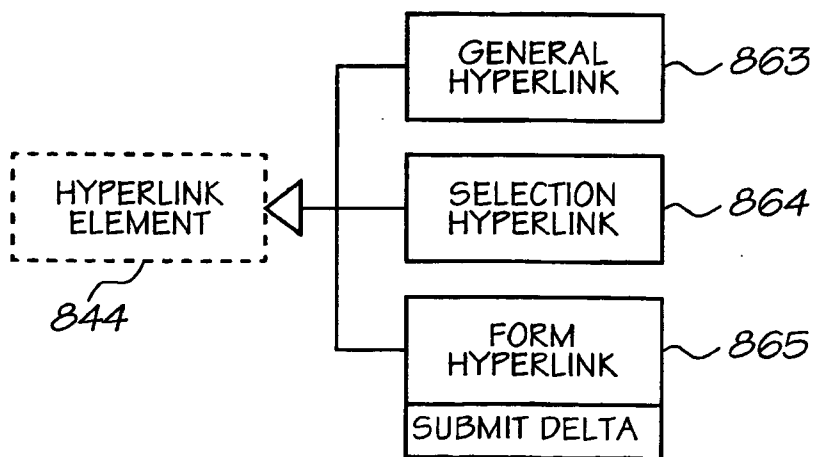 GENERAL
HYPERLINK
863
HYPERLINK
ELEMENT
844
SELECTION
HYPERLINK
864
FORM
HYPERLINK
865
SUBMIT DELTA